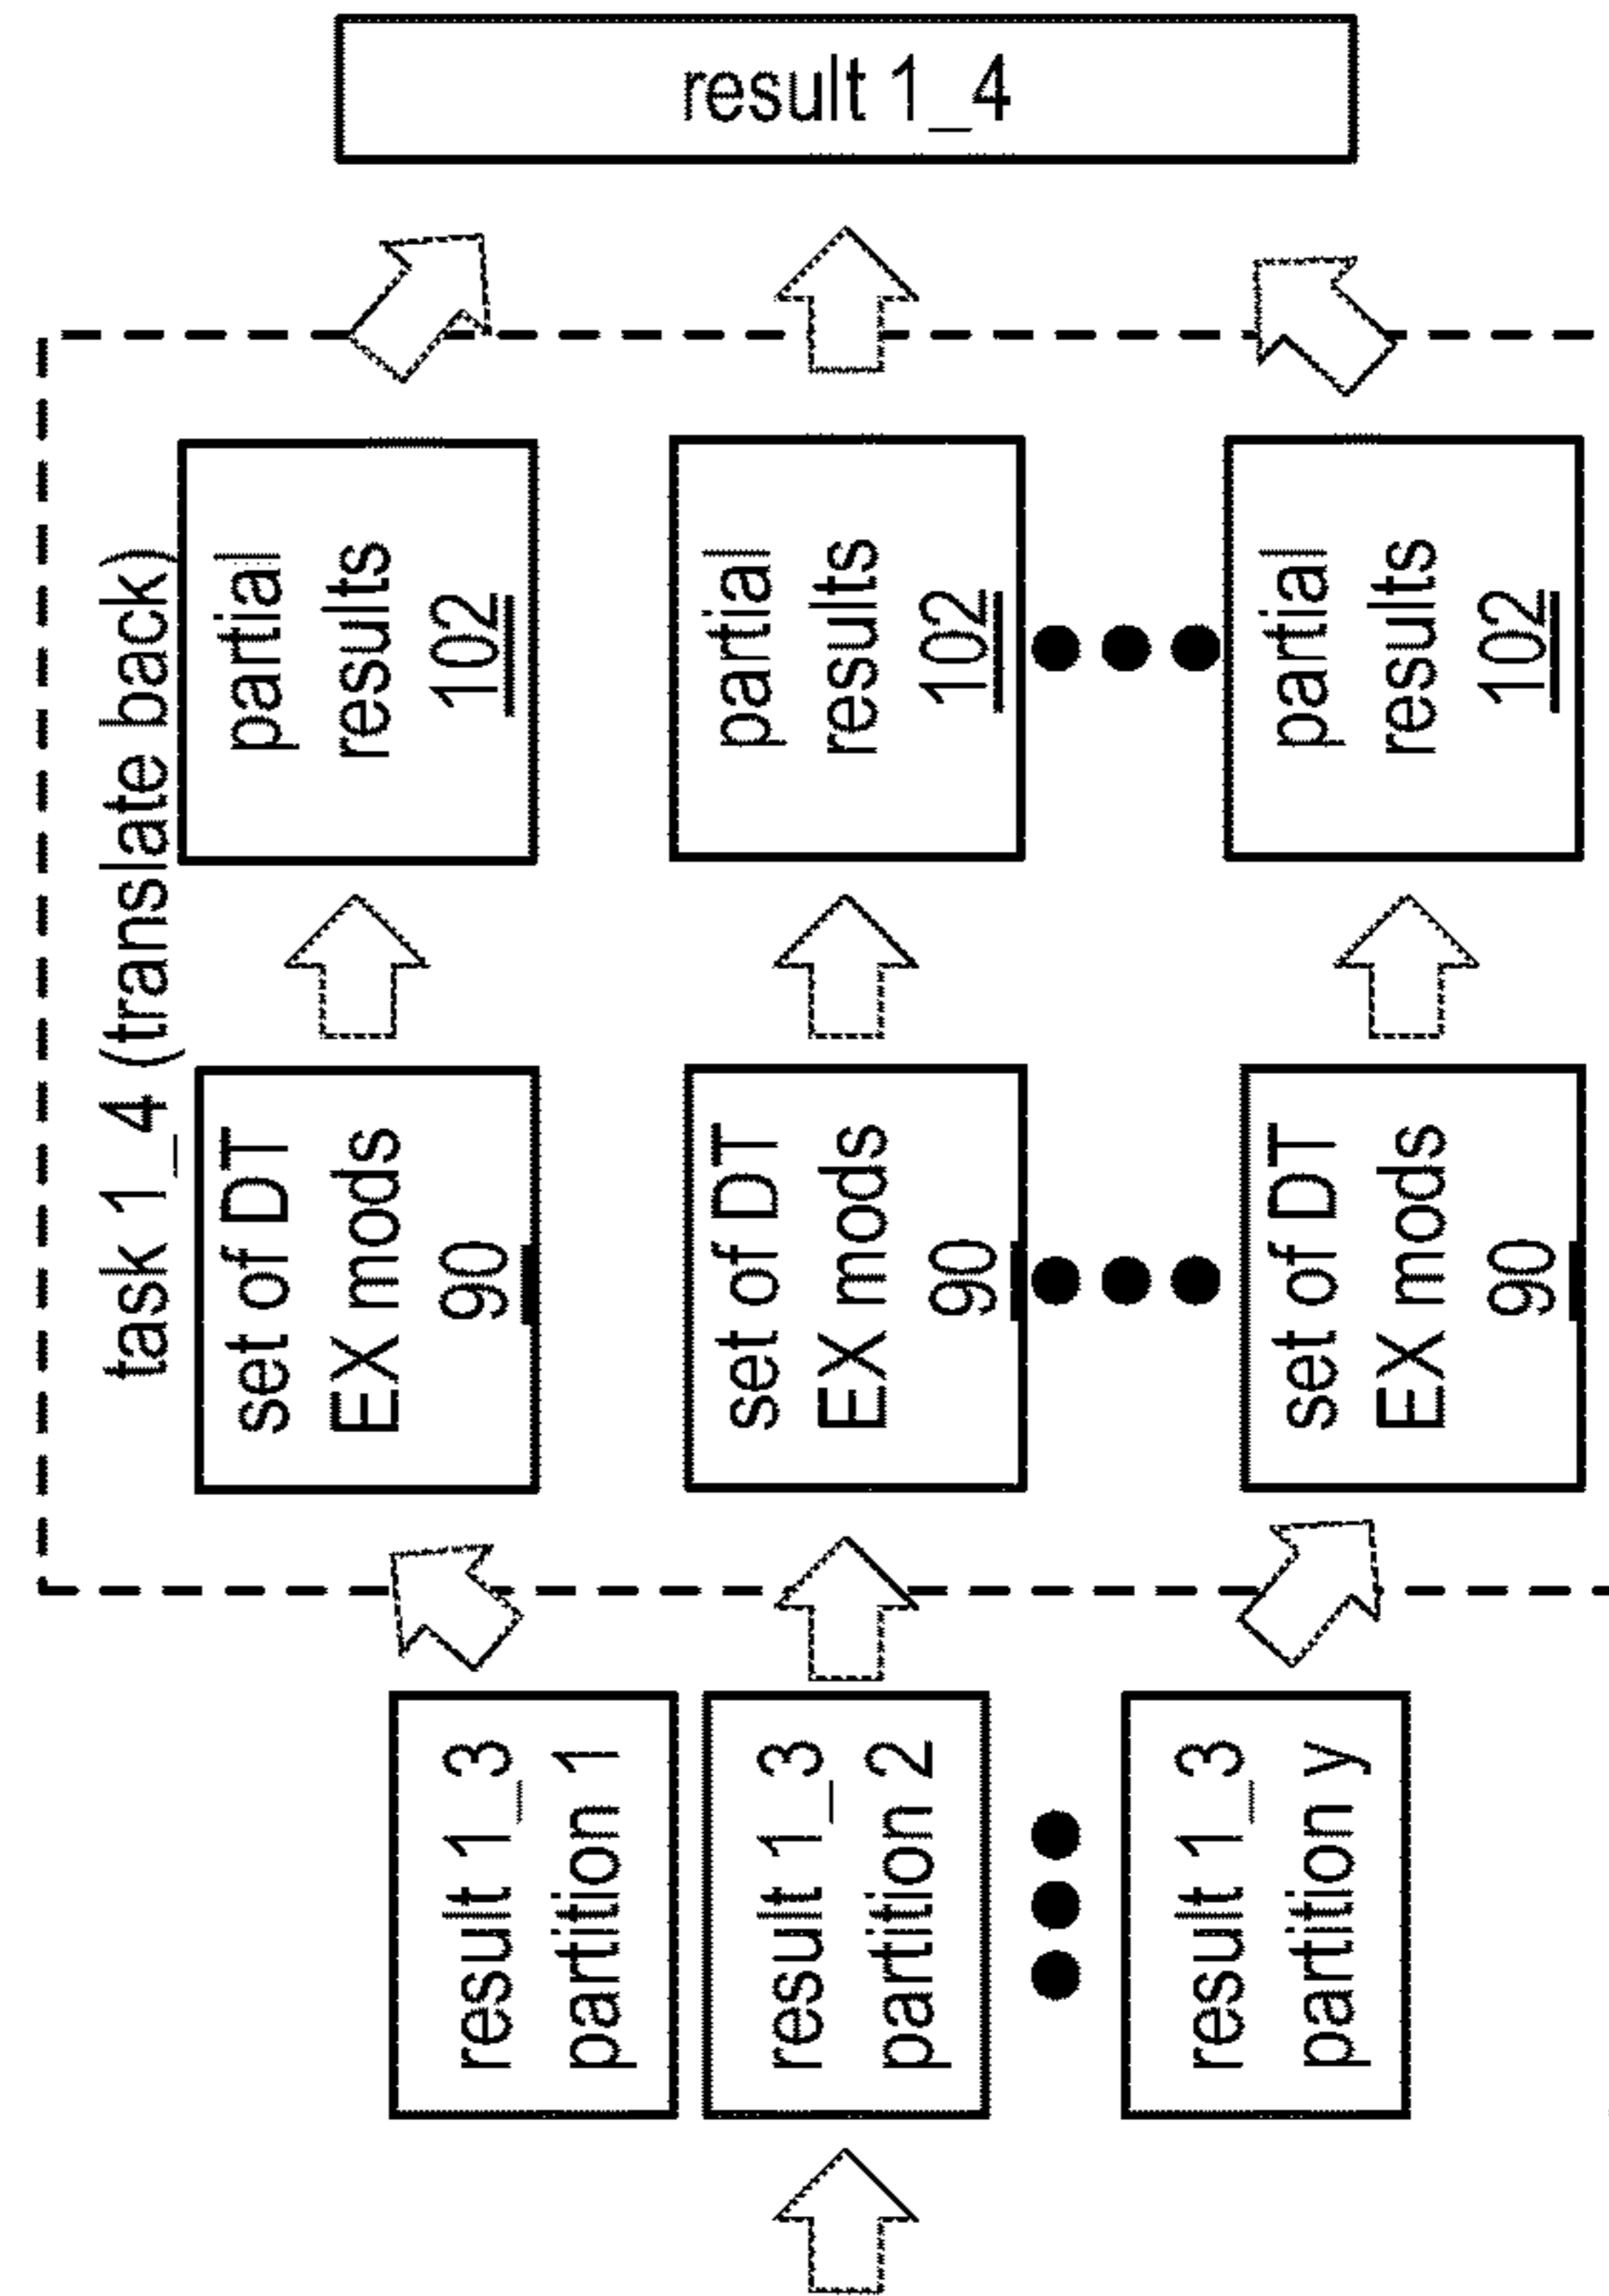 result 1_4
task 1_4 (translate back)
partial
results
102
partial
results
102
partial
results
102
set of DT
EX mods
90
set of DT
EX mods
90
set of DT
EX mods
90
result 1_3
partition 1
result 1_3
partition 2
result 1_3
partition y